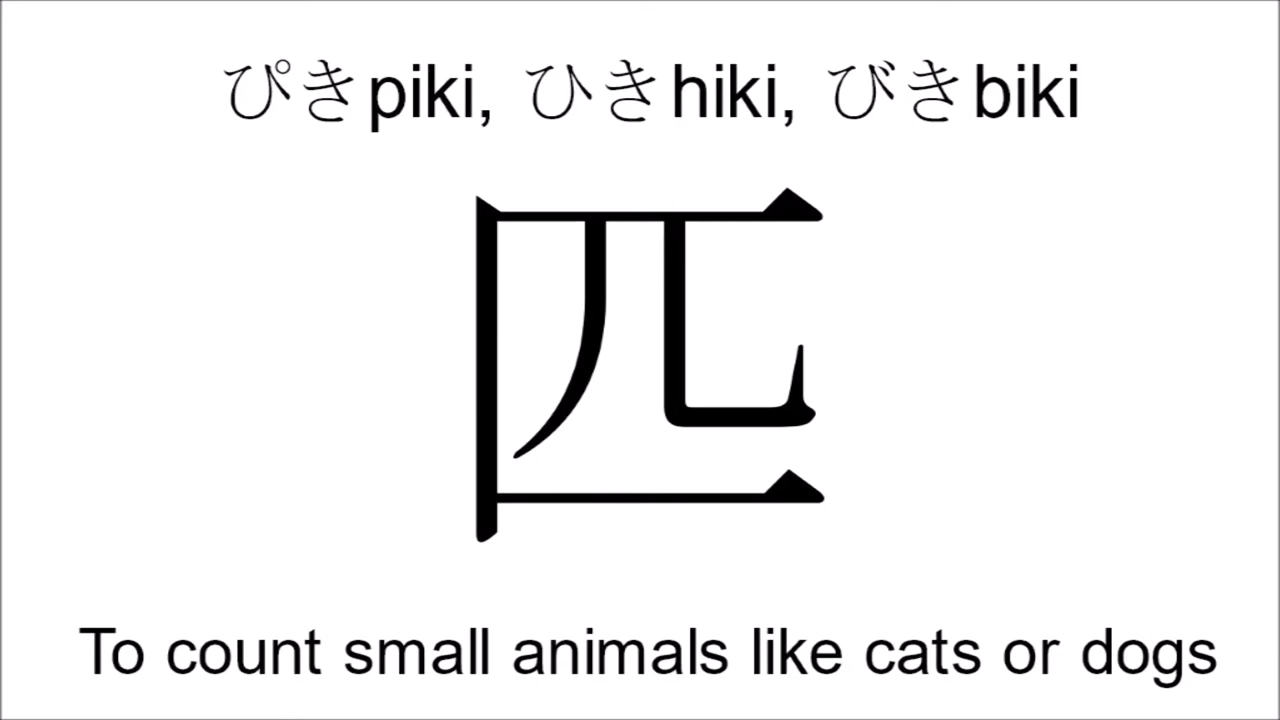 ぴきpiki, ひきhiki, びきbiki
匹
To count small animals like cats or dogs